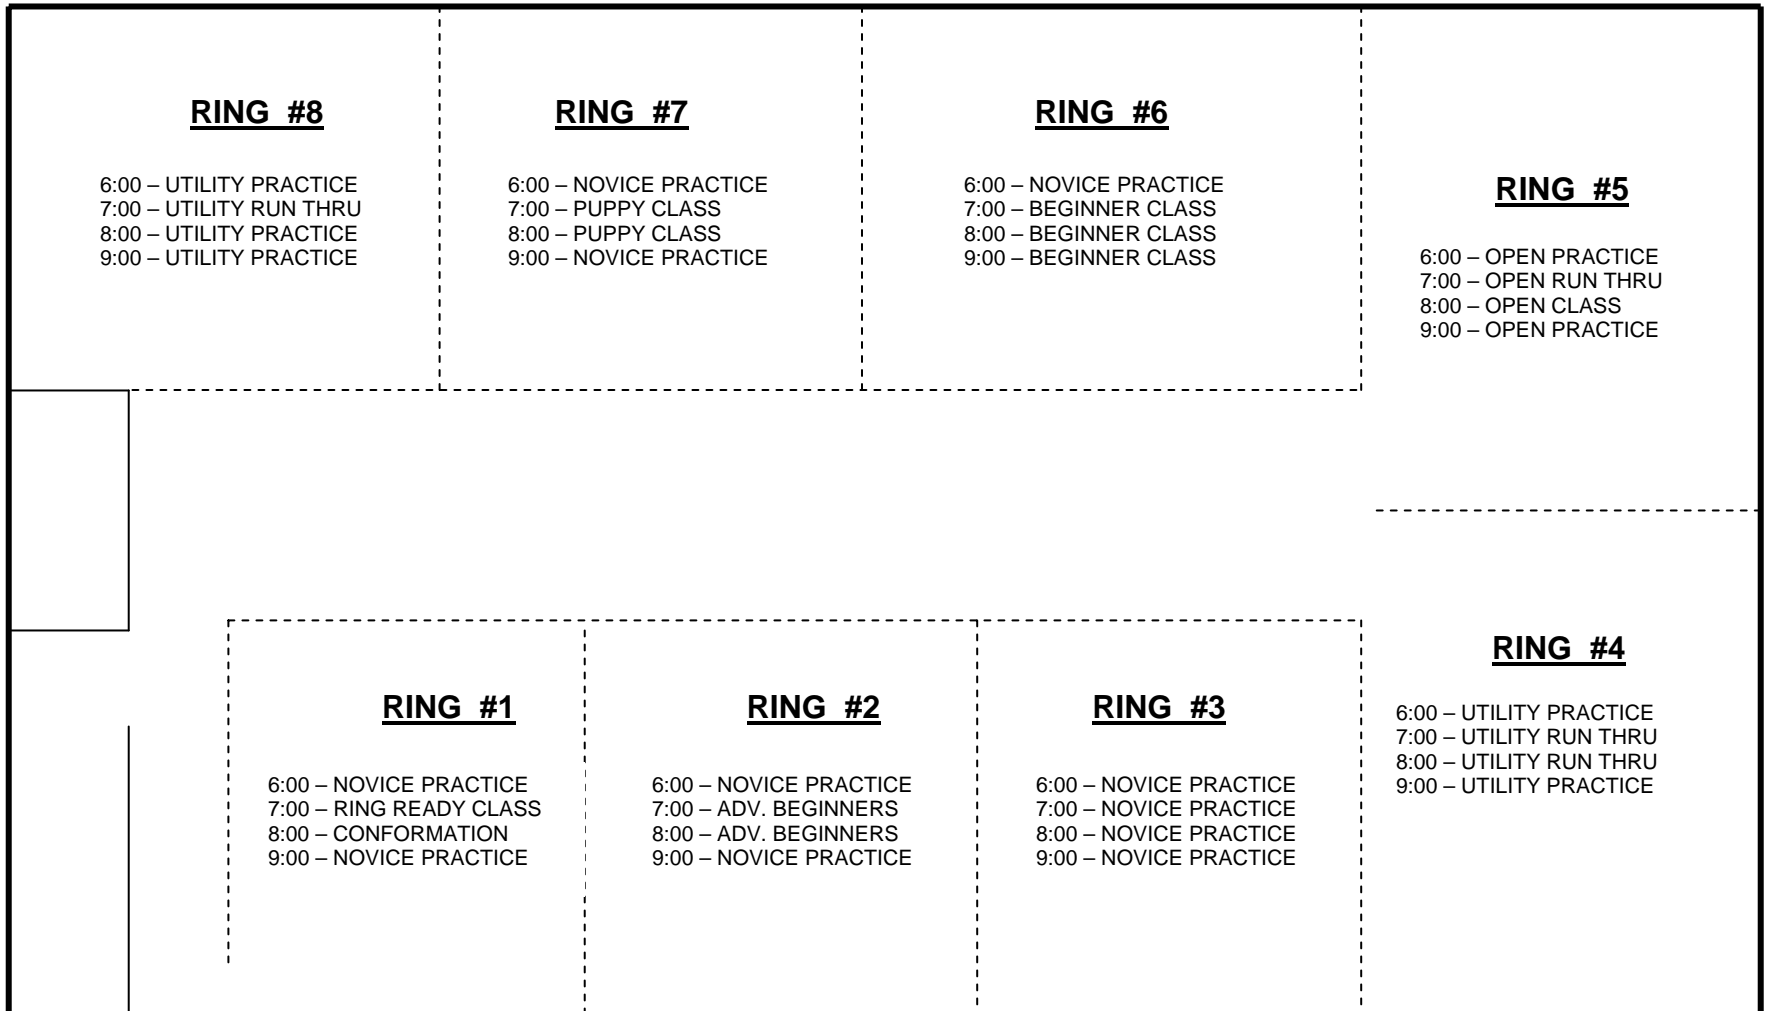 RING #8
6:00 – UTILITY PRACTICE
7:00 – UTILITY RUN THRU
8:00 – UTILITY PRACTICE
9:00 – UTILITY PRACTICE
RING #7
6:00 – NOVICE PRACTICE
7:00 – PUPPY CLASS
8:00 – PUPPY CLASS
9:00 – NOVICE PRACTICE
RING #6
6:00 – NOVICE PRACTICE
7:00 – BEGINNER CLASS
8:00 – BEGINNER CLASS
9:00 – BEGINNER CLASS
RING #5
6:00 – OPEN PRACTICE
7:00 – OPEN RUN THRU
8:00 – OPEN CLASS
9:00 – OPEN PRACTICE
RING #1
6:00 – NOVICE PRACTICE
7:00 – RING READY CLASS
8:00 – CONFORMATION
9:00 – NOVICE PRACTICE
RING #2
6:00 – NOVICE PRACTICE
7:00 – ADV. BEGINNERS
8:00 – ADV. BEGINNERS
9:00 – NOVICE PRACTICE
RING #3
6:00 – NOVICE PRACTICE
7:00 – NOVICE PRACTICE
8:00 – NOVICE PRACTICE
9:00 – NOVICE PRACTICE
RING #4
6:00 – UTILITY PRACTICE
7:00 – UTILITY RUN THRU
8:00 – UTILITY RUN THRU
9:00 – UTILITY PRACTICE